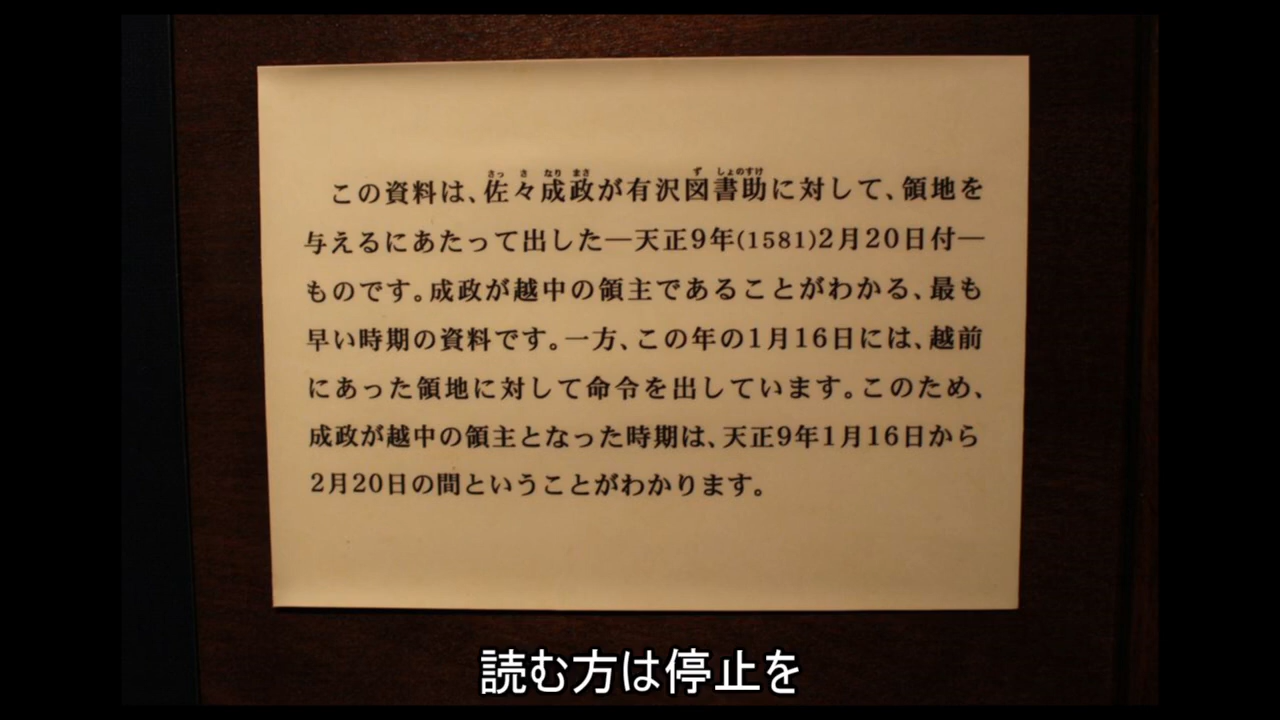 この資料は、佐々成政が有沢図書助に対して、領地を
与えるにあたって出した―天正9年(1581)2月20日付―
ものです。成政が越中の領主であることがわかる、最も
早い時期の資料です。一方、この年の1月16日には、越前
にあった領地に対して命令を出しています。このため、
成政が越中の領主となった時期は、天正9年1月16日から
2月20日の間ということがわかります。
読む方は停止を